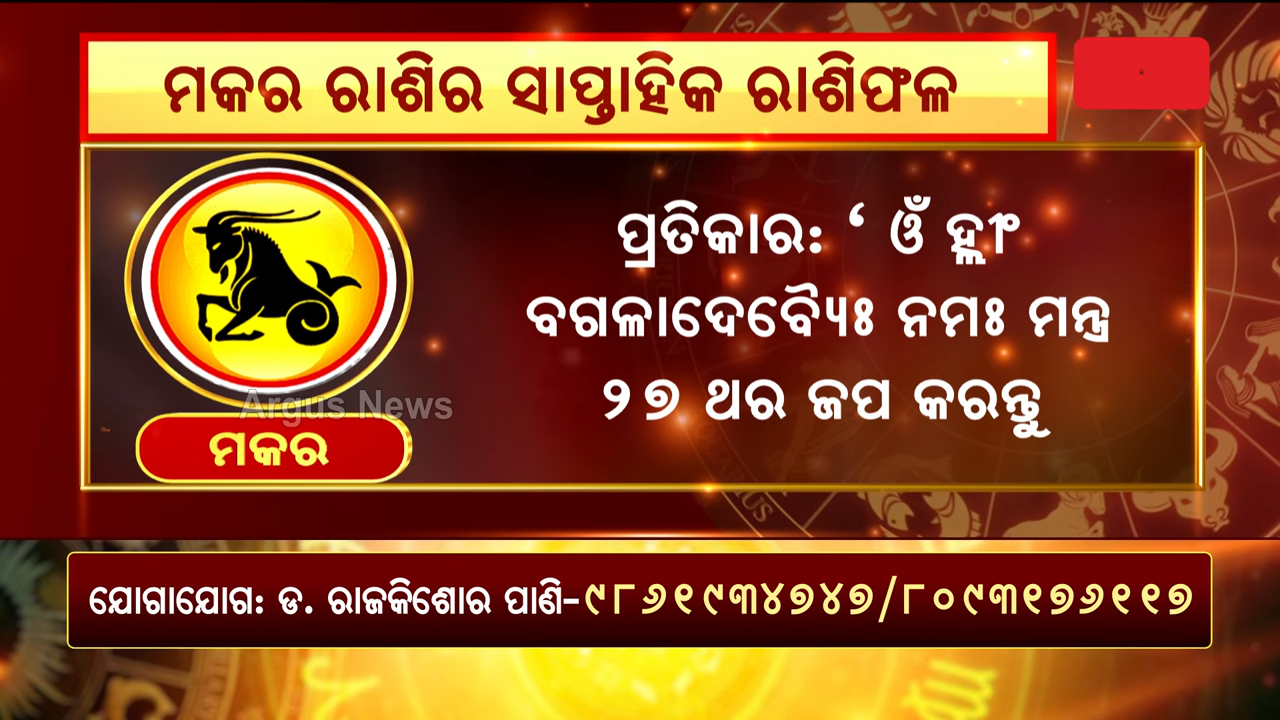 ମକର ରାଶିର ସାପ୍ତାହିକ ରାଶିଫଳ
ପ୍ରତିକାର: ‘ ଓଁ ହ୍ଲୀଂ
ବଗଳାଦେବ୍ୟୈଃ ନମଃ ମନ୍ତ୍ର
୨୭ ଥର ଜପ କରନ୍ତୁ
Argus News
ମକର
ଯୋଗାଯୋଗ: ଡ. ରାଜକିଶୋର ପାଣି-୯୮୬୧୯୩୪୭୪୭/୮୦୯୩୧୭୬୧୧୭